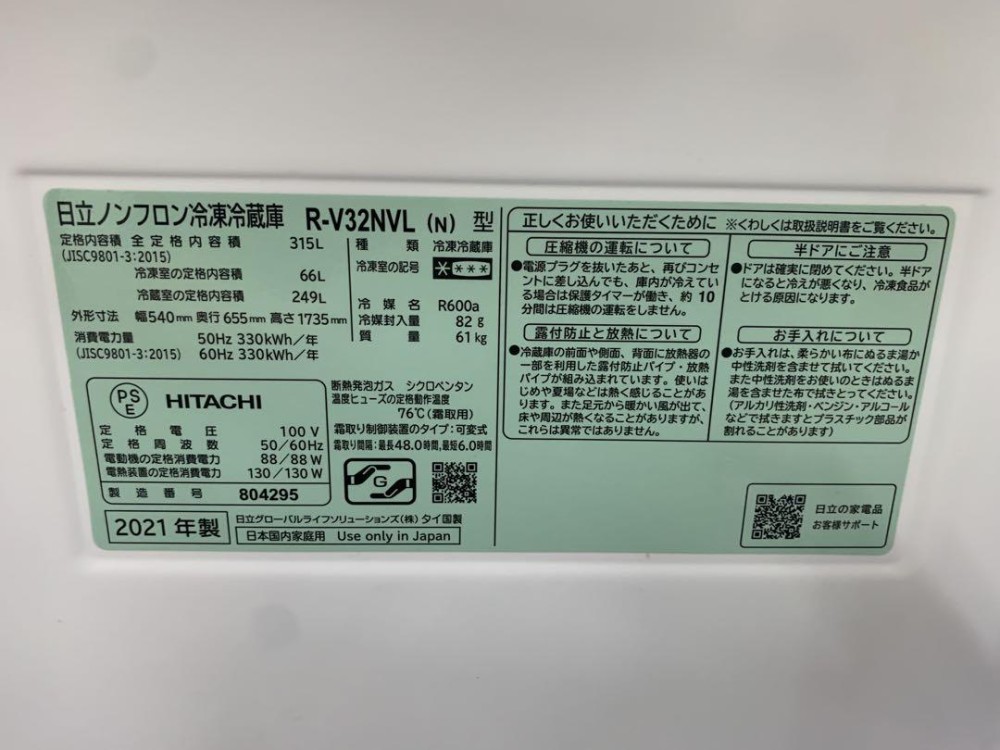 日立ノンフロン冷凍冷蔵庫 R-V32NVL (N) 型
定格内容積 全定格内容積 315L
(JISC9801-3:2015)
冷凍室の定格内容積 66L
冷蔵室の定格内容積 249L
外形寸法 幅540mm 奥行655mm 高さ1735mm
消費電力量 50Hz 330kWh/年
(JISC9801-3:2015) 60Hz 330kWh/年
種類 冷凍冷蔵庫
冷凍室の記号 ****
冷媒名 R600a
冷媒封入量 82g
質量 61kg
PS
E
HITACHI
定格電圧 100V
定格周波数 50/60Hz
電動機の定格消費電力 88/88W
電熱装置の定格消費電力 130/130W
製造番号 804295
断熱発泡ガス シクロペンタン
温度ヒューズの定格動作温度
76℃(霜取用)
霜取り制御装置のタイプ:可変式
霜取り間隔:最長48.0時間,最短6.0時間
G
2021年製
日立グローバルライフソリューションズ(株) タイ国製
日本国内家庭用 Use only in Japan
正しくお使いいただくために ※くわしくは取扱説明書をご覧ください。
圧縮機の運転について
●電源プラグを抜いたあと、再びコンセ
ントに差し込んでも、庫内が冷えてい
る場合は保護タイマーが働き、約10
分間は圧縮機の運転をしません。
露付防止と放熱について
●冷蔵庫の前面や側面、背面に放熱器の
一部を利用した露付防止パイプ・放熱
パイプが組み込まれています。使いは
じめや夏場などは熱く感じることがあ
ります。また足元から暖かい風が出て、
床や周辺が熱くなることがありますが、
これらは異常ではありません。
半ドアにご注意
●ドアは確実に閉めてください。半ドア
になると冷えが悪くなり、冷凍食品が
とける原因になります。
お手入れについて
●お手入れは、柔らかい布にぬるま湯か
中性洗剤を含ませて拭いてください。
また中性洗剤をお使いのときはぬるま
湯を含ませた布で拭きとってください。
(アルカリ性洗剤・ベンジン・アルコール
などで拭きますとプラスチック部品が
割れることがあります)
日立の家電品
お客様サポート